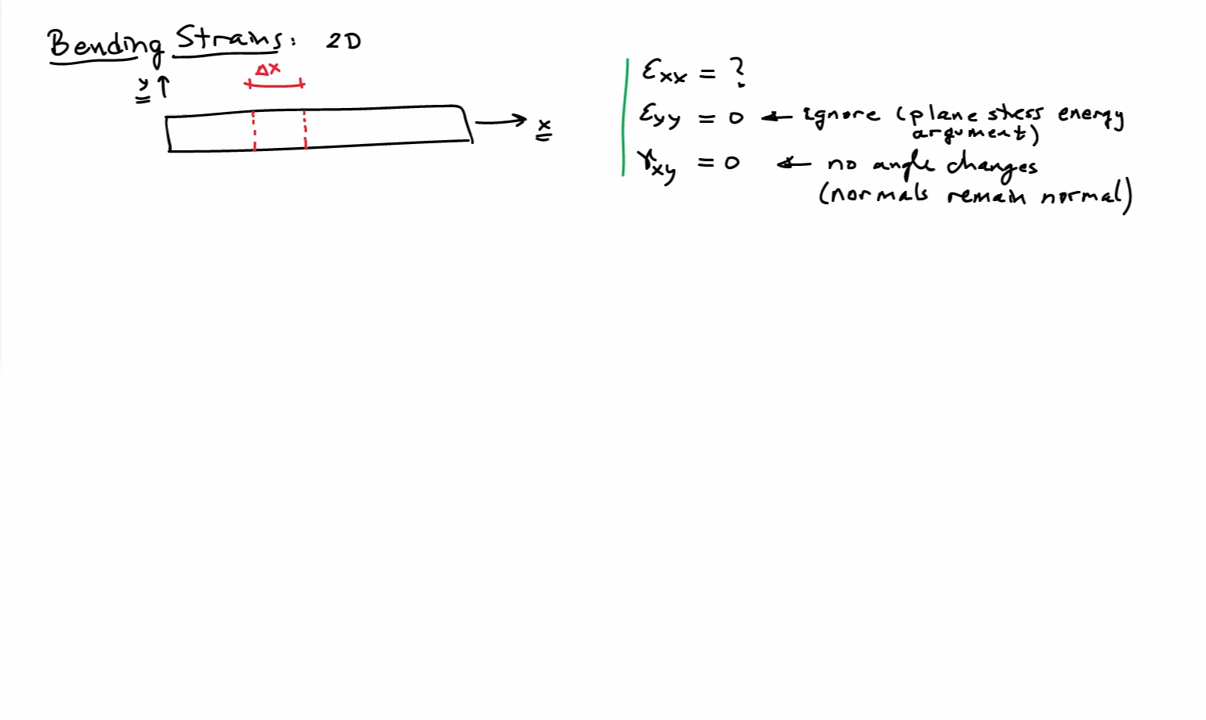 Bending Strains: 2D
Δx
y
x
εxx = ?
εyy = 0 ← ignore (plane stress energy
argument)
γxy = 0 ← no angle changes
(normals remain normal)